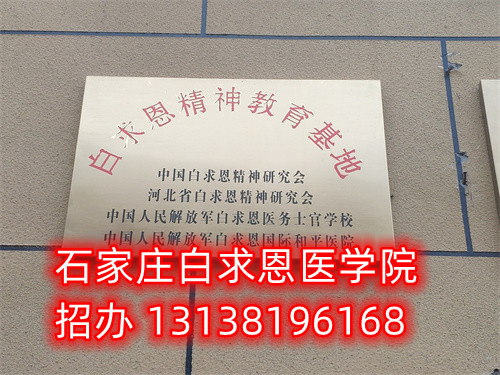 白求恩精神教育基地
中国白求恩精神研究会
河北省白求恩精神研究会
中国人民解放军白求恩医务士官学校
中国人民解放军白求恩国际和平医院
石家庄白求恩医学院
招办 13138196168